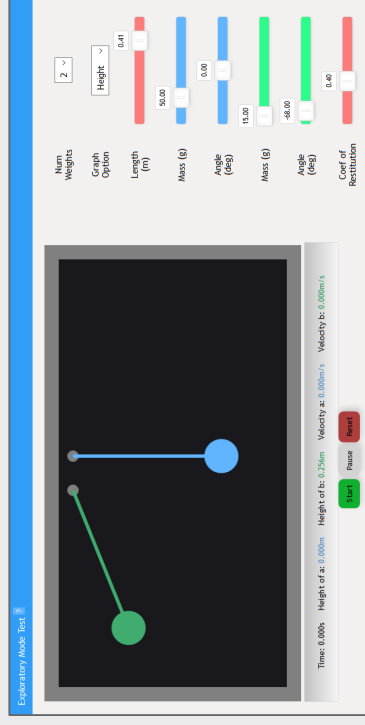 Exploratory Mode Test ?
Num
Weights
2
Graph
Option
Height
Length
(m)
0.41
Mass (g)
50.00
Angle
(deg)
0.00
Mass (g)
15.00
Angle
(deg)
-68.00
Coef of
Restitution
0.40
Time: 0.000s Height of a: 0.000m Height of b: 0.256m Velocity a: 0.000m/s Velocity b: 0.000m/s
Start Pause Reset